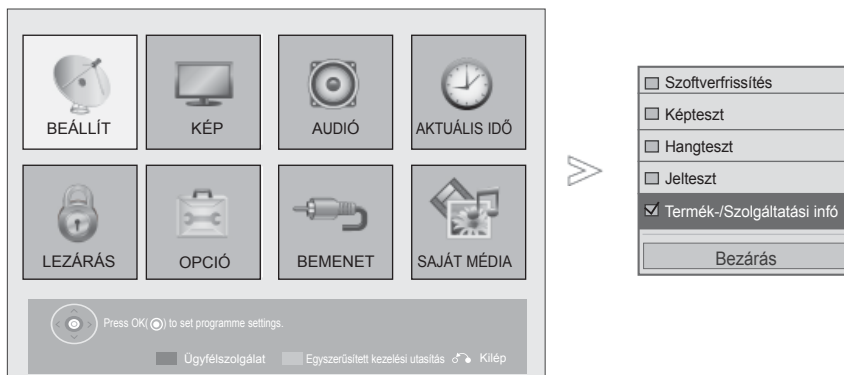 BEÁLLÍT
KÉP
AUDIÓ
AKTUÁLIS IDŐ
LEZÁRÁS
OPCIÓ
BEMENET
SAJÁT MÉDIA
Press OK(◉) to set programme settings.
Ügyfélszolgálat Egyszerűsített kezelési utasítás Kilép
Szoftverfrissítés
Képteszt
Hangteszt
Jelteszt
Termék-/Szolgáltatási infó
Bezárás